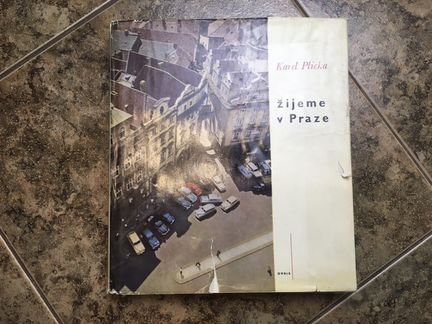 Karel Plicka
žijeme
v Praze
ORBIS